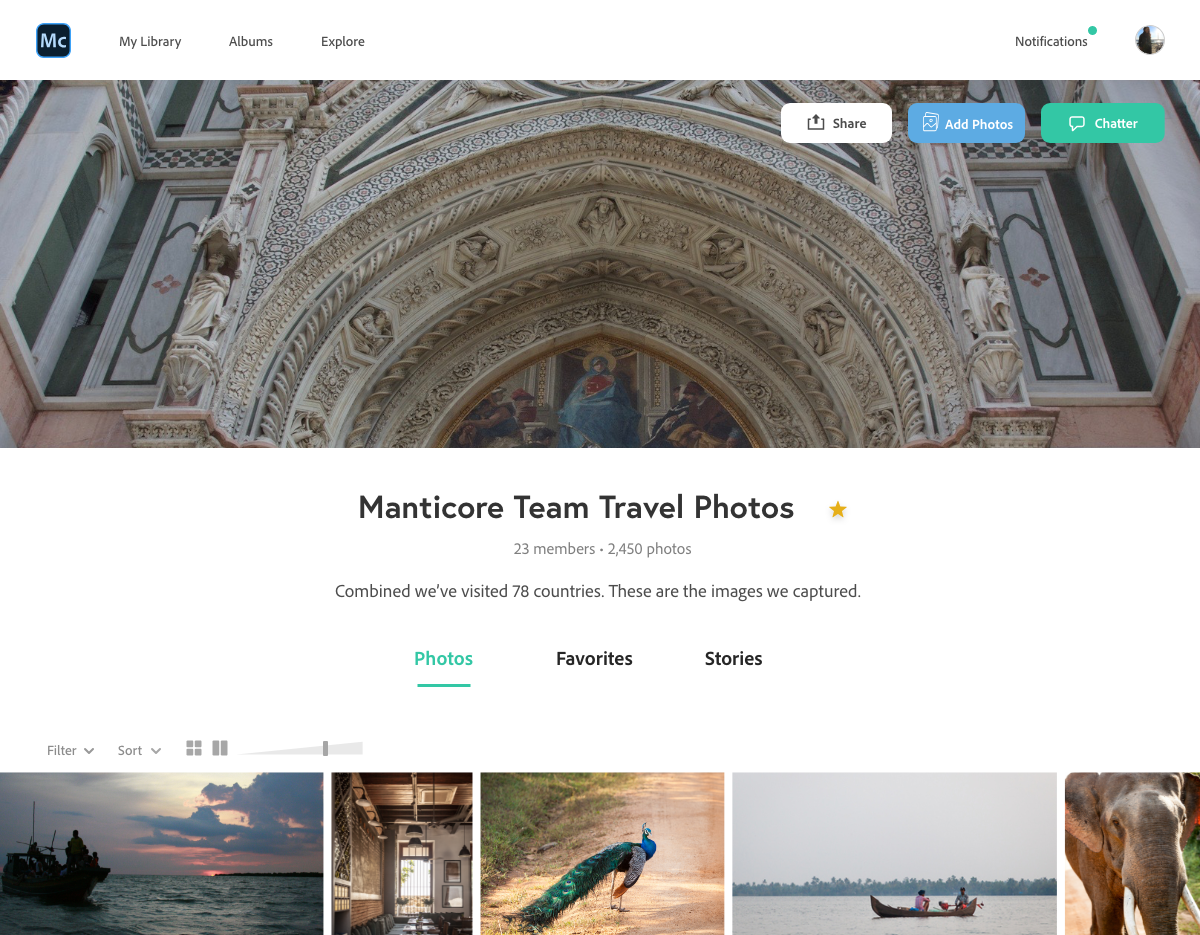 Mc
My Library
Albums
Explore
Notifications
Share
Add Photos
Chatter
Manticore Team Travel Photos
23 members • 2,450 photos
Combined we’ve visited 78 countries. These are the images we captured.
Photos
Favorites
Stories
Filter
Sort